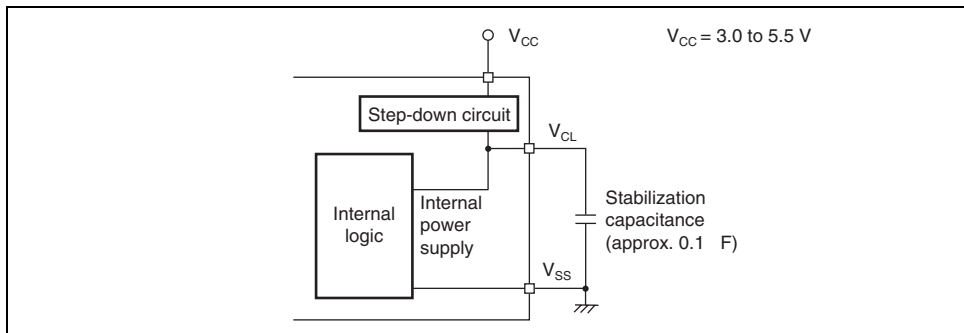 V_CC
V_CC = 3.0 to 5.5 V
Step-down circuit
V_CL
Internal
logic
Internal
power
supply
Stabilization
capacitance
(approx. 0.1 F)
V_SS